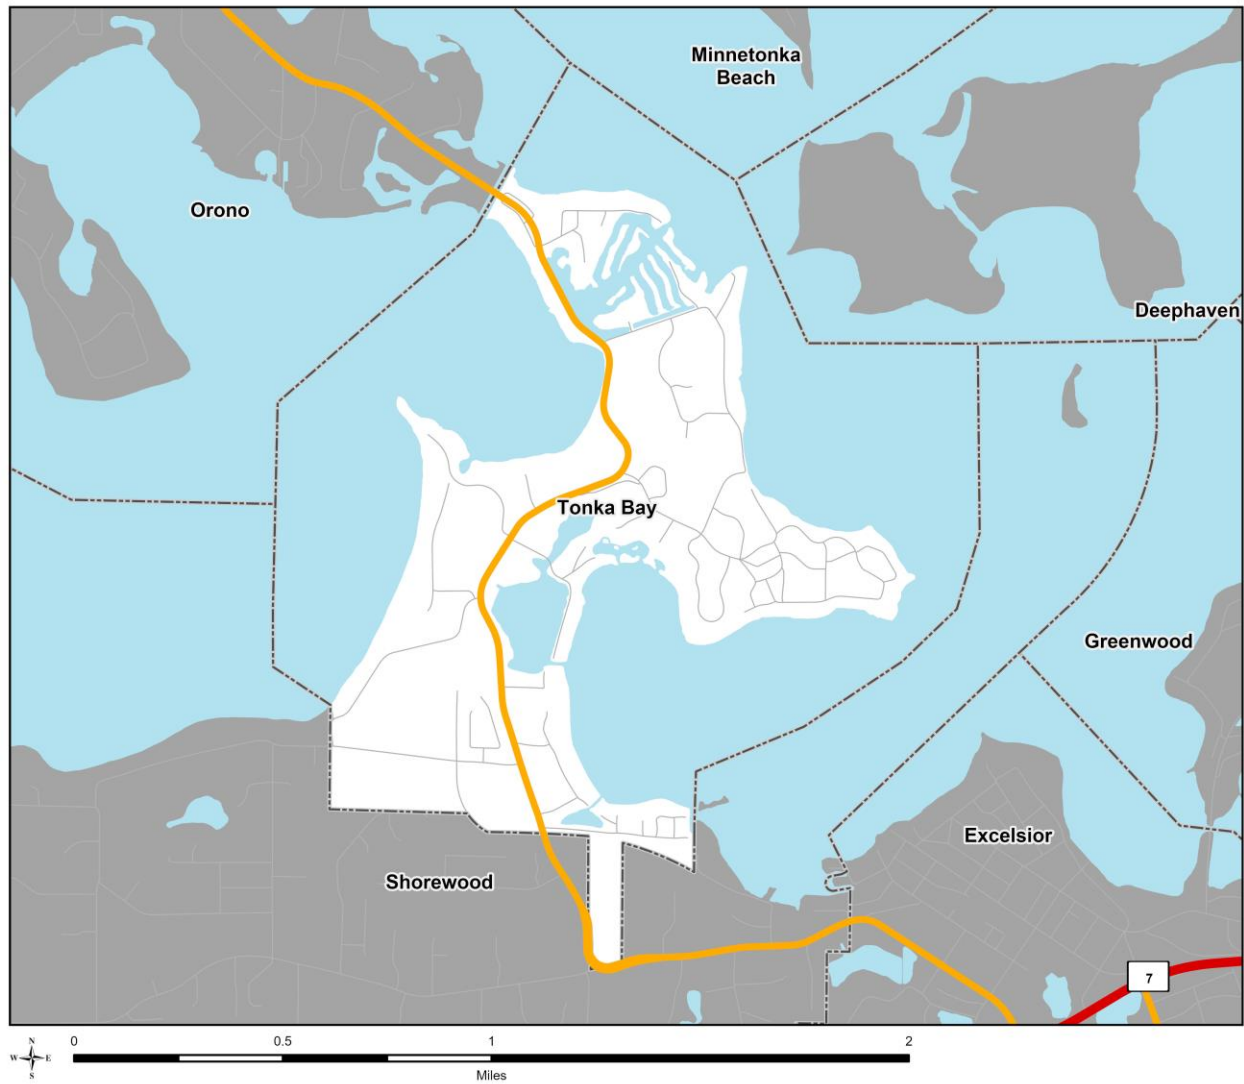 Minnetonka
Beach
Orono
Deephaven
Tonka Bay
Greenwood
Excelsior
Shorewood
7
N
W E
S
0 0.5 1 2
Miles